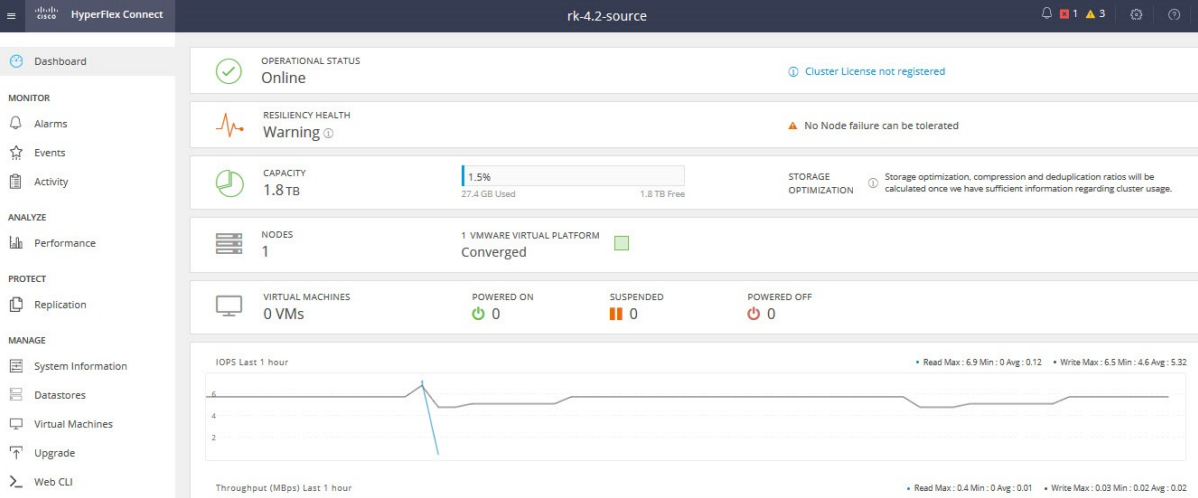 cisco HyperFlex Connect
rk-4.2-source
1 3
Dashboard
MONITOR
Alarms
Events
Activity
ANALYZE
Performance
PROTECT
Replication
MANAGE
System Information
Datastores
Virtual Machines
Upgrade
Web CLI
OPERATIONAL STATUS
Online
Cluster License not registered
RESILIENCY HEALTH
Warning
No Node failure can be tolerated
CAPACITY
1.8 TB
1.5%
27.4 GB Used 1.8 TB Free
STORAGE
OPTIMIZATION
Storage optimization, compression and deduplication ratios will be
calculated once we have sufficient information regarding cluster usage.
NODES
1
1 VMWARE VIRTUAL PLATFORM
Converged
VIRTUAL MACHINES
0 VMs
POWERED ON
0
SUSPENDED
0
POWERED OFF
0
IOPS Last 1 hour
• Read Max : 6.9 Min : 0 Avg : 0.12 • Write Max : 6.5 Min : 4.6 Avg : 5.32
6
4
2
Throughput (MBps) Last 1 hour
• Read Max : 0.4 Min : 0 Avg : 0.01 • Write Max : 0.03 Min : 0.02 Avg : 0.02